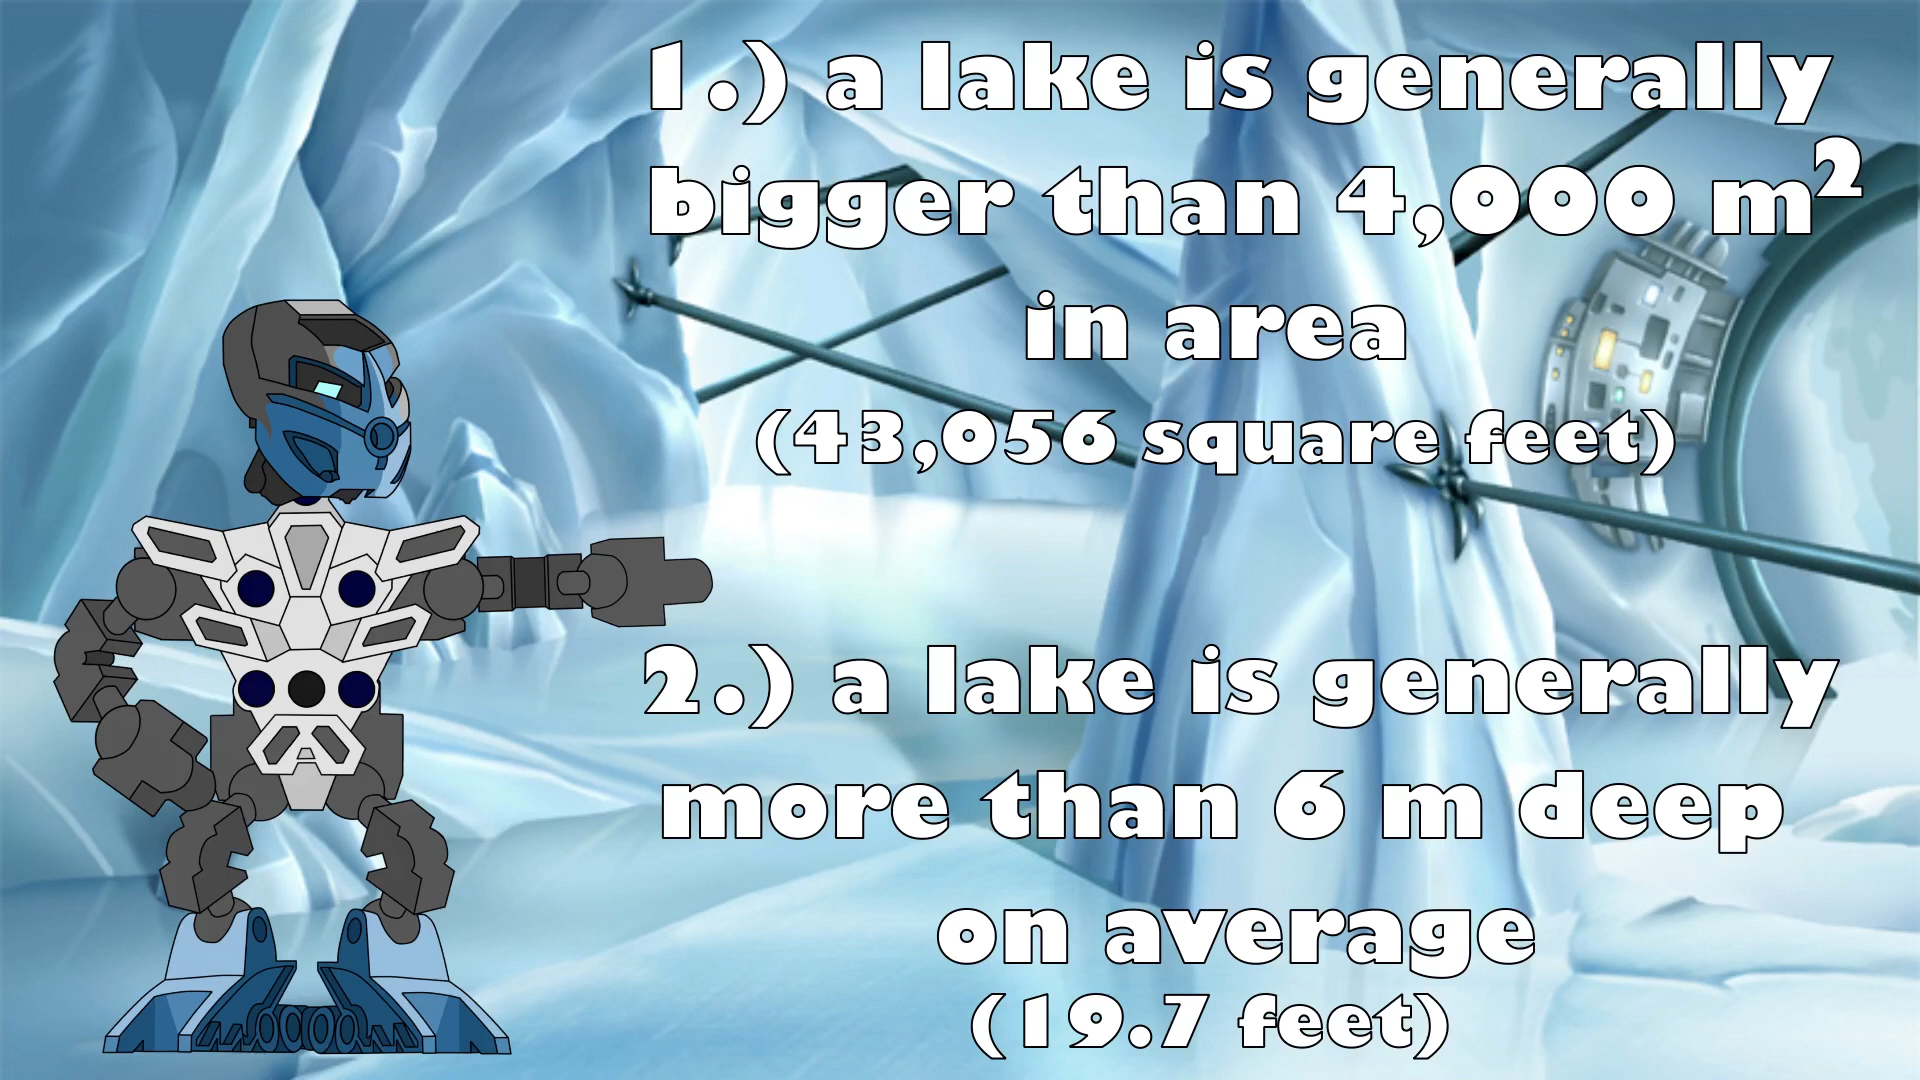 1.) a lake is generally
bigger than 4,000 m²
in area
(43,056 square feet)
2.) a lake is generally
more than 6 m deep
on average
(19.7 feet)